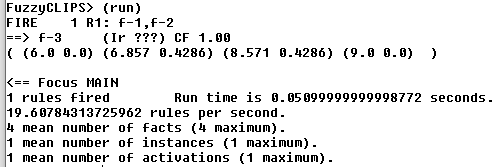 FuzzyCLIPS> (run)
FIRE    1 R1: f-1,f-2
==> f-3     (Ir ???) CF 1.00
( (6.0 0.0) (6.857 0.4286) (8.571 0.4286) (9.0 0.0)  )
<== Focus MAIN
1 rules fired        Run time is 0.05099999999998772 seconds.
19.60784313725962 rules per second.
4 mean number of facts (4 maximum).
1 mean number of instances (1 maximum).
1 mean number of activations (1 maximum).